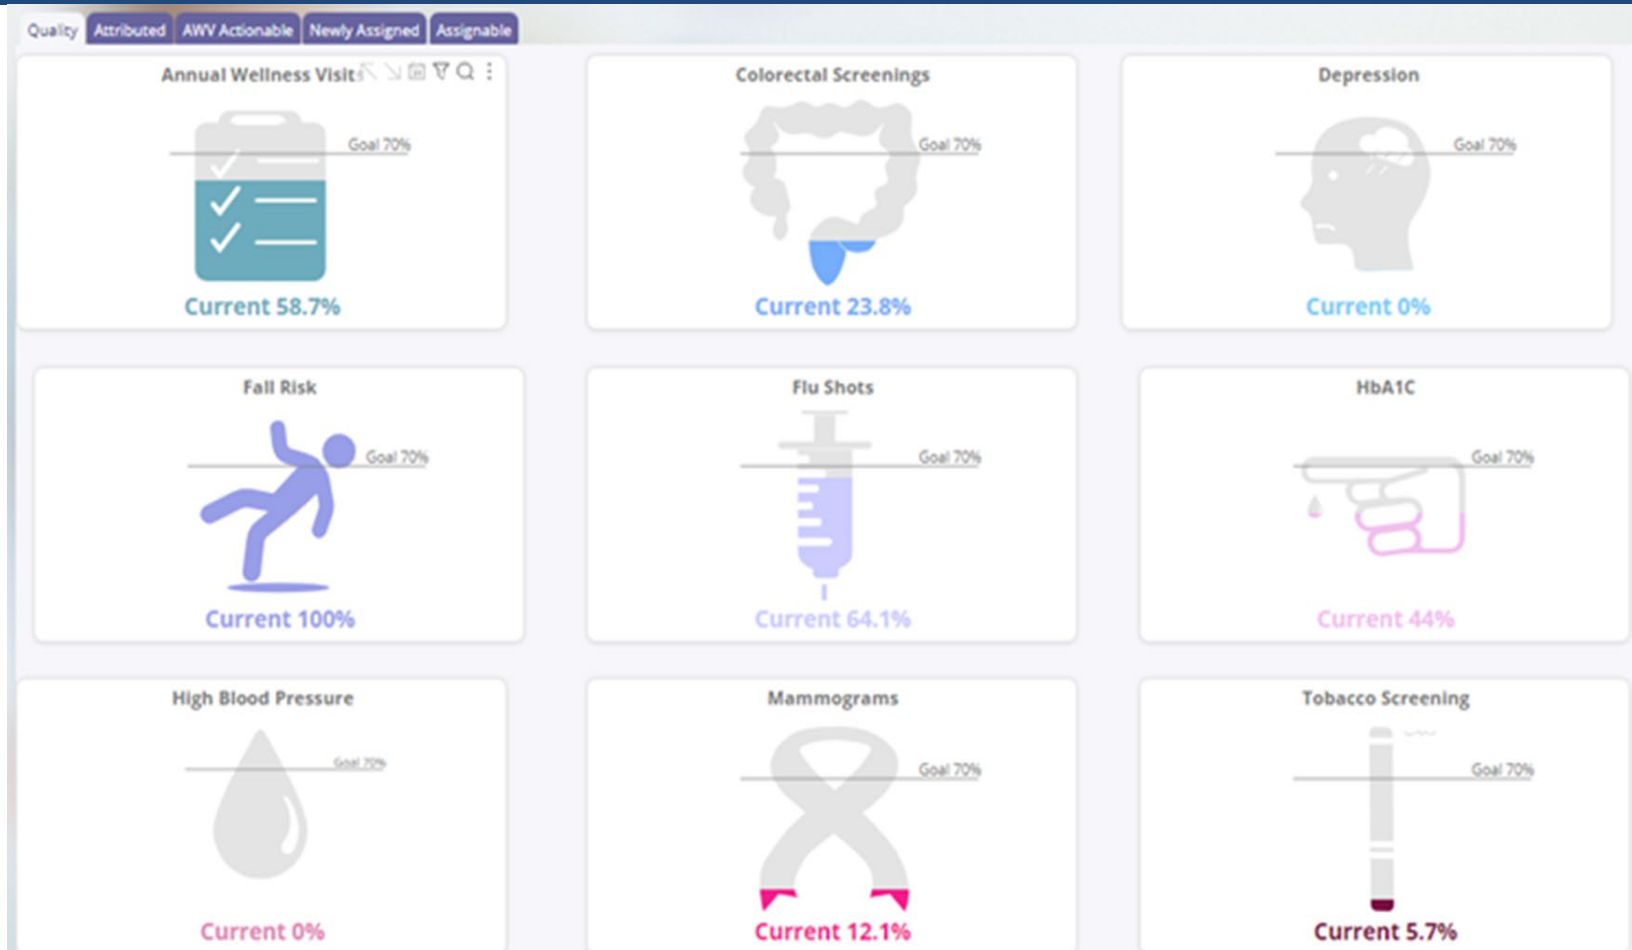 Quality Attributed AWV Actionable Newly Assigned Assignable
Annual Wellness Visits
Goal 70%
Current 58.7%
Colorectal Screenings
Goal 70%
Current 23.8%
Depression
Goal 70%
Current 0%
Fall Risk
Goal 70%
Current 100%
Flu Shots
Goal 70%
Current 64.1%
HbA1C
Goal 70%
Current 44%
High Blood Pressure
Goal 70%
Current 0%
Mammograms
Goal 70%
Current 12.1%
Tobacco Screening
Goal 70%
Current 5.7%